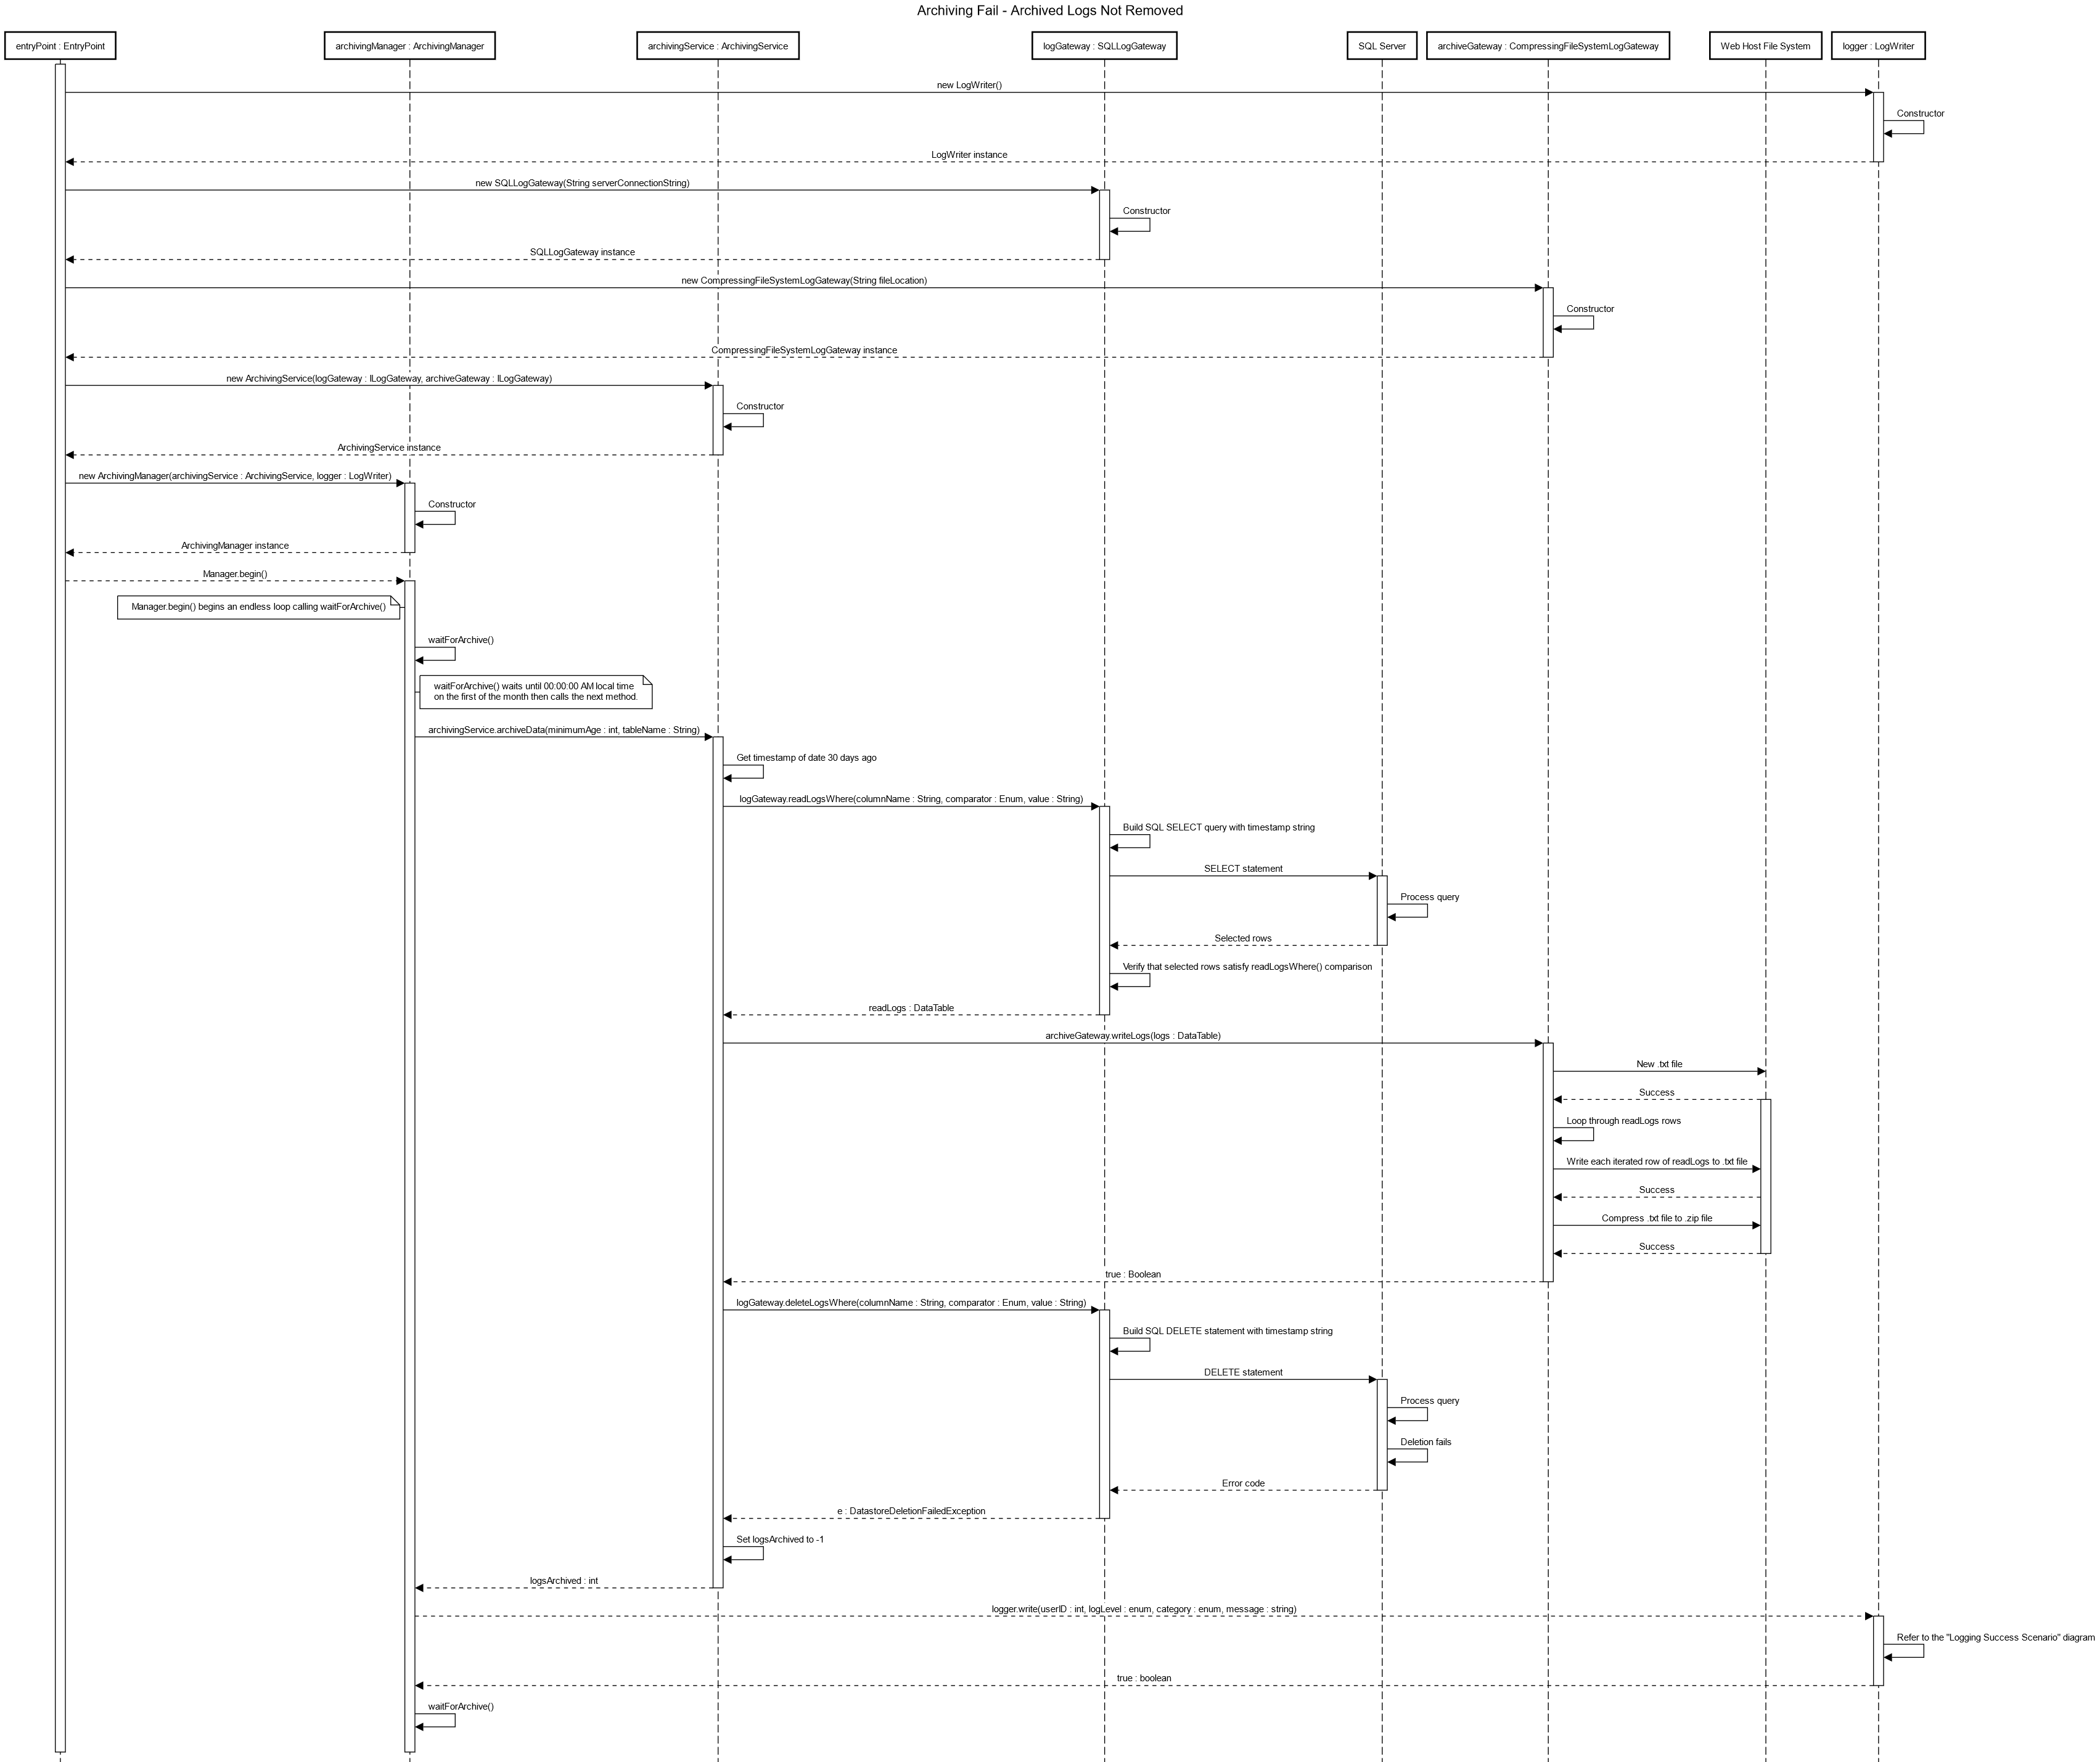 Archiving Fail - Archived Logs Not Removed
entryPoint : EntryPoint
archivingManager : ArchivingManager
archivingService : ArchivingService
logGateway : SQLLogGateway
SQL Server
archiveGateway : CompressingFileSystemLogGateway
Web Host File System
logger : LogWriter
new LogWriter()
Constructor
LogWriter instance
new SQLLogGateway(String serverConnectionString)
Constructor
SQLLogGateway instance
new CompressingFileSystemLogGateway(String fileLocation)
Constructor
CompressingFileSystemLogGateway instance
new ArchivingService(logGateway : ILogGateway, archiveGateway : ILogGateway)
Constructor
ArchivingService instance
new ArchivingManager(archivingService : ArchivingService, logger : LogWriter)
Constructor
ArchivingManager instance
Manager.begin()
Manager.begin() begins an endless loop calling waitForArchive()
waitForArchive()
waitForArchive() waits until 00:00:00 AM local time
on the first of the month then calls the next method.
archivingService.archiveData(minimumAge : int, tableName : String)
Get timestamp of date 30 days ago
logGateway.readLogsWhere(columnName : String, comparator : Enum, value : String)
Build SQL SELECT query with timestamp string
SELECT statement
Process query
Selected rows
Verify that selected rows satisfy readLogsWhere() comparison
readLogs : DataTable
archiveGateway.writeLogs(logs : DataTable)
New .txt file
Success
Loop through readLogs rows
Write each iterated row of readLogs to .txt file
Success
Compress .txt file to .zip file
Success
true : Boolean
logGateway.deleteLogsWhere(columnName : String, comparator : Enum, value : String)
Build SQL DELETE statement with timestamp string
DELETE statement
Process query
Deletion fails
Error code
e : DatastoreDeletionFailedException
Set logsArchived to -1
logsArchived : int
logger.write(userID : int, logLevel : enum, category : enum, message : string)
Refer to the "Logging Success Scenario" diagram
true : boolean
waitForArchive()